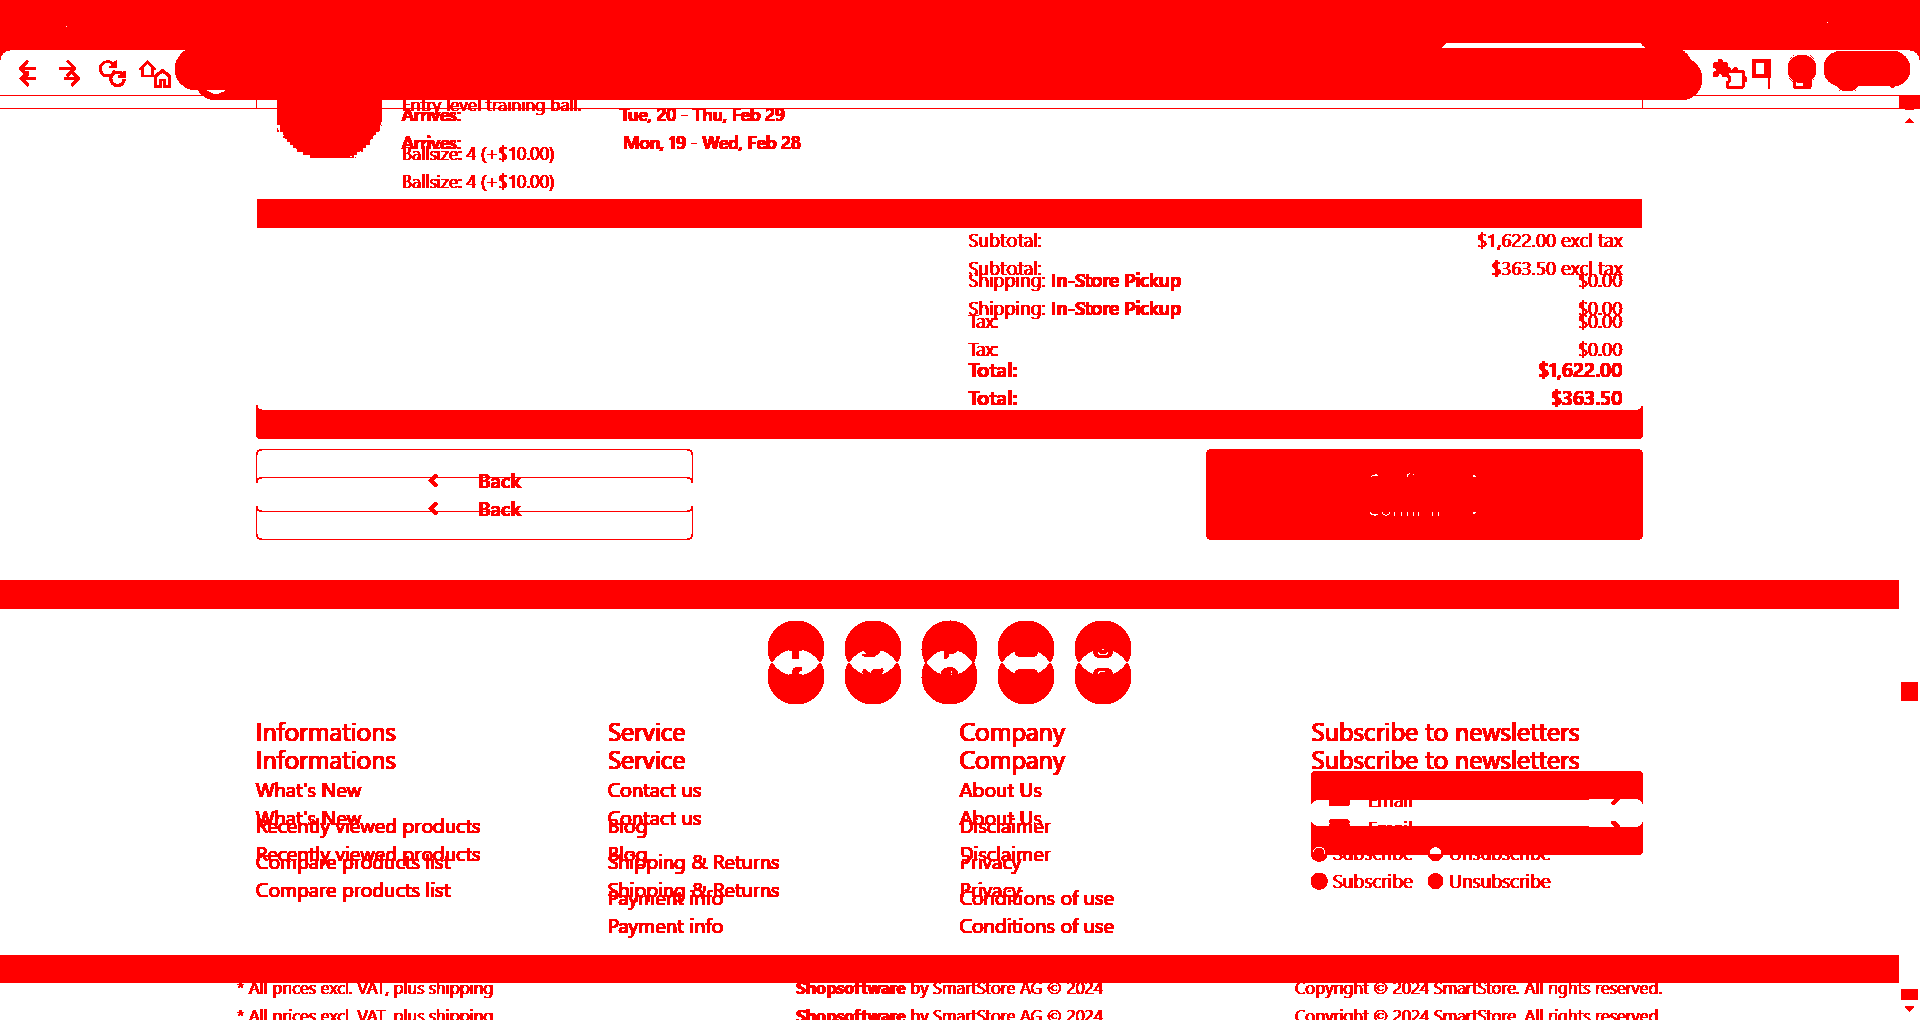 Entry level training ball.
Arrives: Tue, 20 - Thu, Feb 29
Arrives: Mon, 19 - Wed, Feb 28
Ballsize: 4 (+$10.00)
Ballsize: 4 (+$10.00)
Subtotal: $1,622.00 excl tax
Subtotal: $363.50 excl tax
Shipping: In-Store Pickup $0.00
Shipping: In-Store Pickup $0.00
Tax: $0.00
Tax: $0.00
Total: $1,622.00
Total: $363.50
Back
Back
Informations Service Company Subscribe to newsletters
Informations Service Company Subscribe to newsletters
What's New Contact us About Us
Email
What's New Contact us About Us
Recently viewed products Blog Disclaimer Email
Recently viewed products Blog Disclaimer
Subscribe Unsubscribe
Compare products list Shipping & Returns Privacy
Subscribe Unsubscribe
Compare products list Shipping & Returns Privacy
Payment info Conditions of use
Payment info Conditions of use
* All prices excl. VAT, plus shipping Shopsoftware by SmartStore AG © 2024 Copyright © 2024 SmartStore. All rights reserved.
* All prices excl. VAT, plus shipping Shopsoftware by SmartStore AG © 2024 Copyright © 2024 SmartStore. All rights reserved.